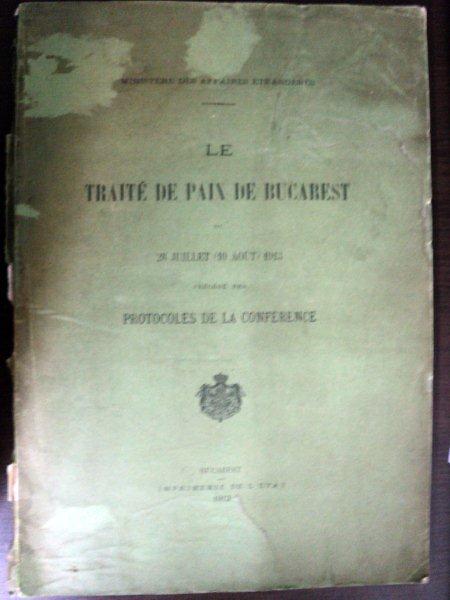 MINISTÈRE DES AFFAIRES ÉTRANGÈRES
LE
TRAITÉ DE PAIX DE BUCAREST
DU
28 JUILLET (10 AOUT) 1913
PRÉCÉDÉ DES
PROTOCOLES DE LA CONFÉRENCE
BUCAREST
IMPRIMERIE DE L'ÉTAT
1913